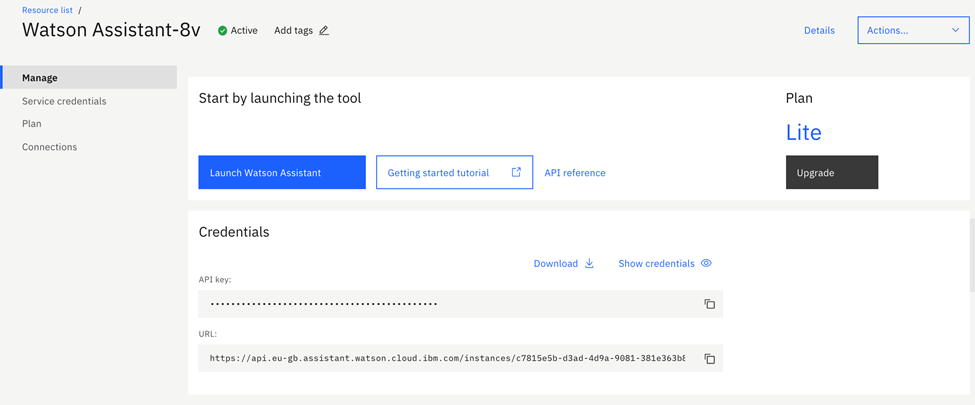 Resource list /
Watson Assistant-8v Active Add tags Details Actions...
Manage
Service credentials
Plan
Connections
Start by launching the tool
Launch Watson Assistant Getting started tutorial API reference
Plan
Lite
Upgrade
Credentials
Download Show credentials
API key:
••••••••••••••••••••••••••••••••••••••••••••
URL:
https://api.eu-gb.assistant.watson.cloud.ibm.com/instances/c7815e5b-d3ad-4d9a-9081-381e363b8